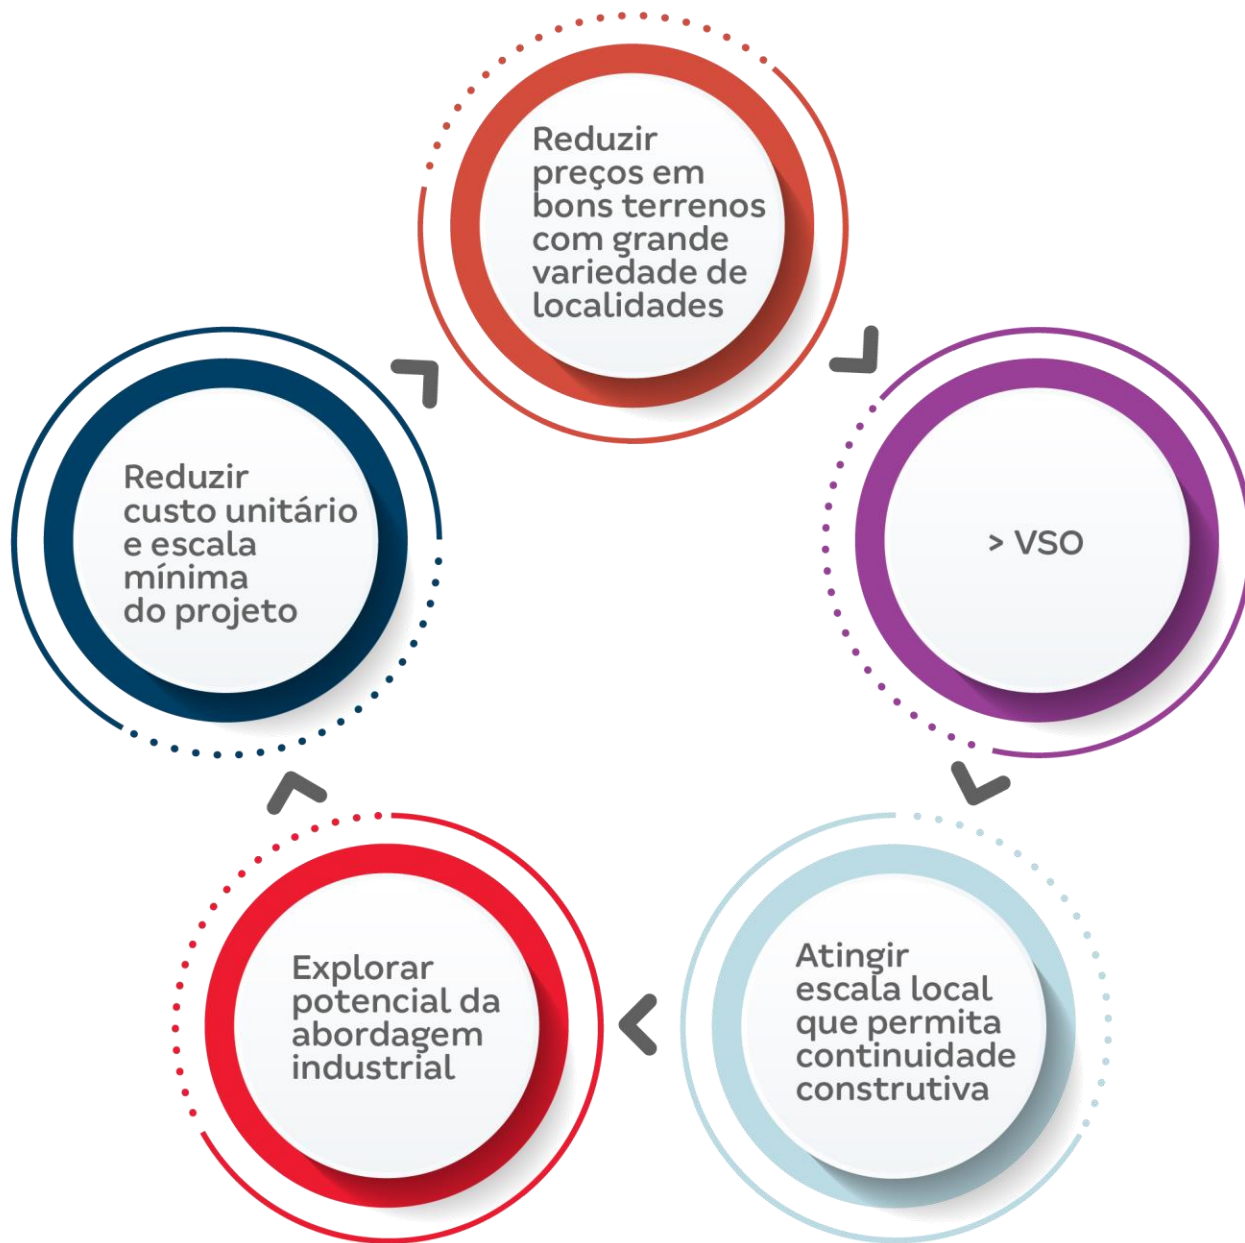 Reduzir
preços em
bons terrenos
com grande
variedade de
localidades
> VSO
Atingir
escala local
que permita
continuidade
construtiva
Explorar
potencial da
abordagem
industrial
Reduzir
custo unitário
e escala
mínima
do projeto